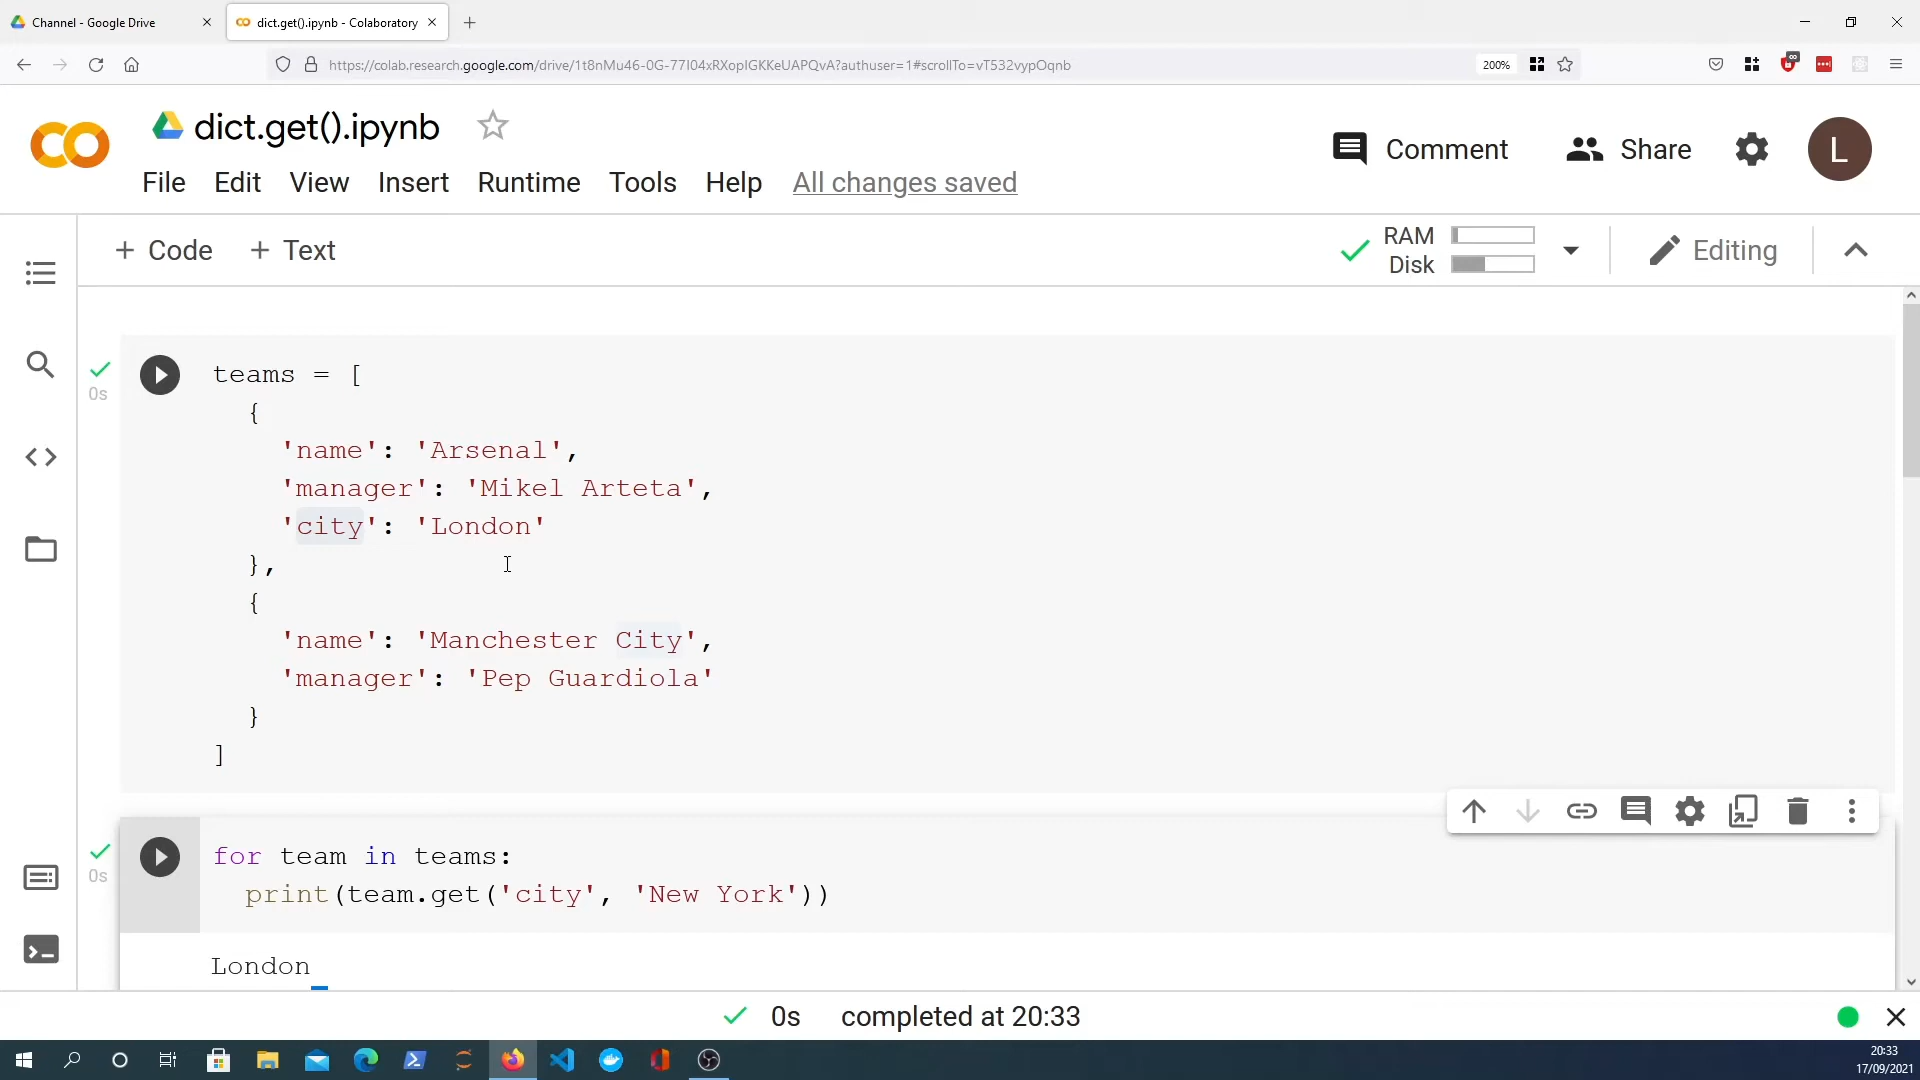 Channel - Google Drive
dict.get().ipynb - Colaboratory
https://colab.research.google.com/drive/1t8nMu46-0G-77I04xRXopIGKKeUAPQvA?authuser=1#scrollTo=vT532vypOqnb
200%
dict.get().ipynb
Comment
Share
L
File Edit View Insert Runtime Tools Help All changes saved
+ Code + Text
RAM
Disk
Editing
0s
teams = [
{
'name': 'Arsenal',
'manager': 'Mikel Arteta',
'city': 'London'
},
{
'name': 'Manchester City',
'manager': 'Pep Guardiola'
}
]
0s
for team in teams:
print(team.get('city', 'New York'))
London
0s completed at 20:33
20:33
17/09/2021